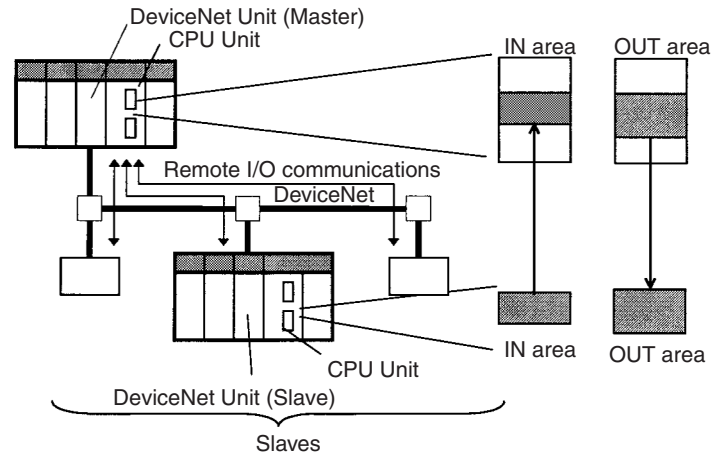 DeviceNet Unit (Master)
CPU Unit
IN area
OUT area
Remote I/O communications
DeviceNet
CPU Unit
IN area
OUT area
DeviceNet Unit (Slave)
Slaves